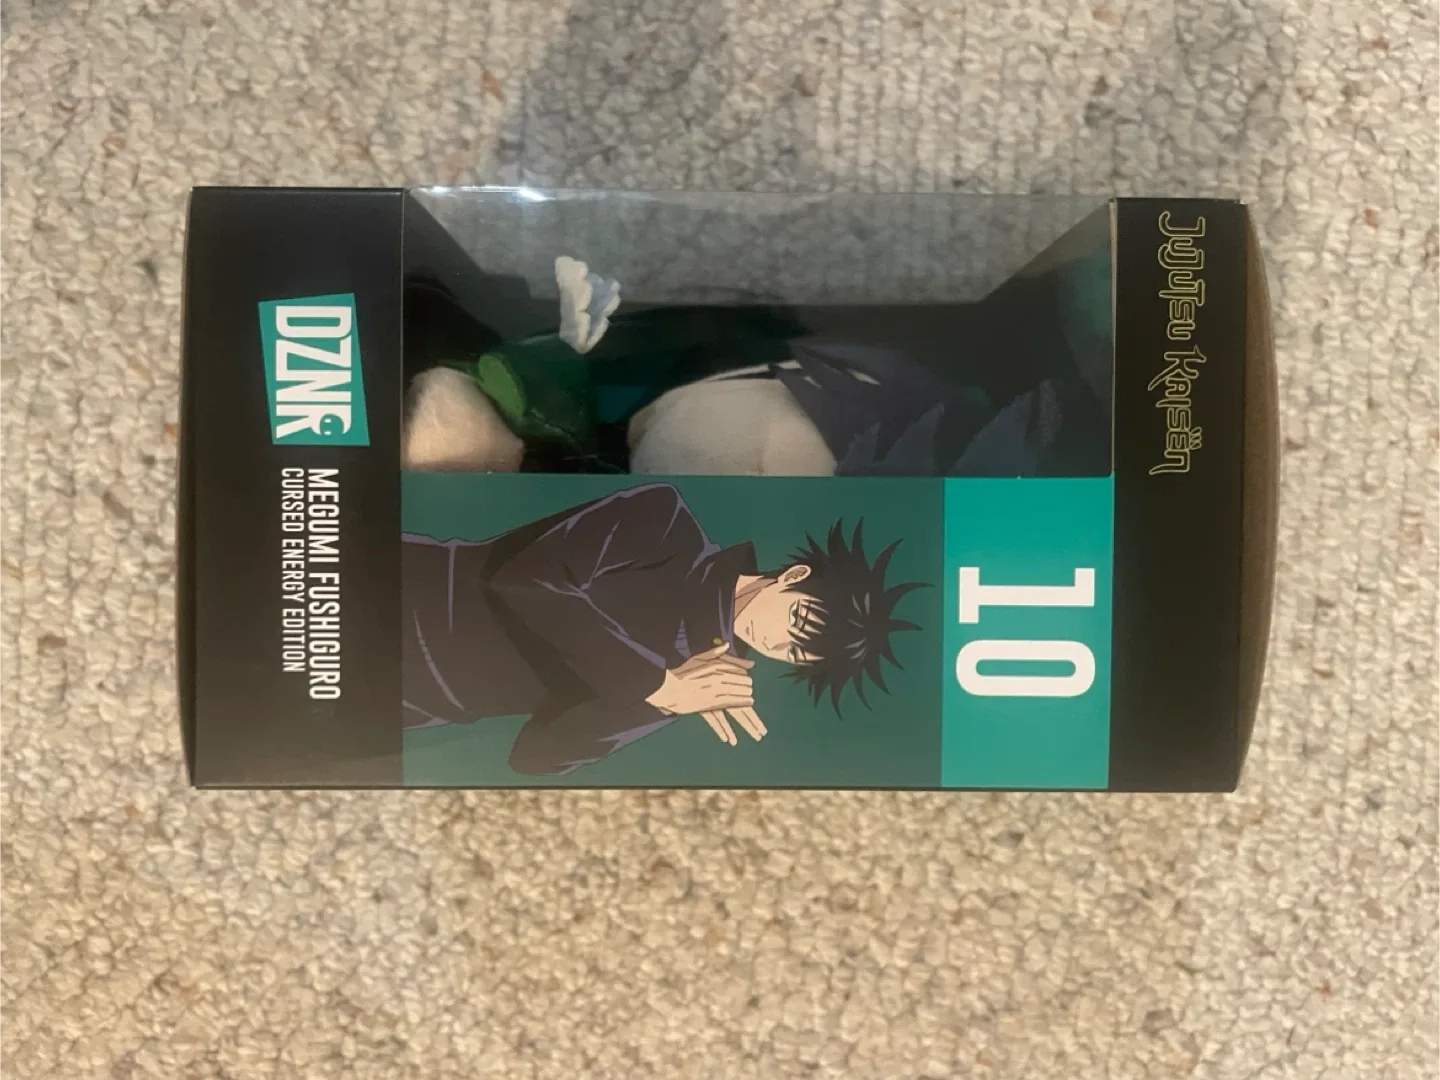 JUJUTSU KAISEN
10
DZNR
MEGUMI FUSHIGURO
CURSED ENERGY EDITION